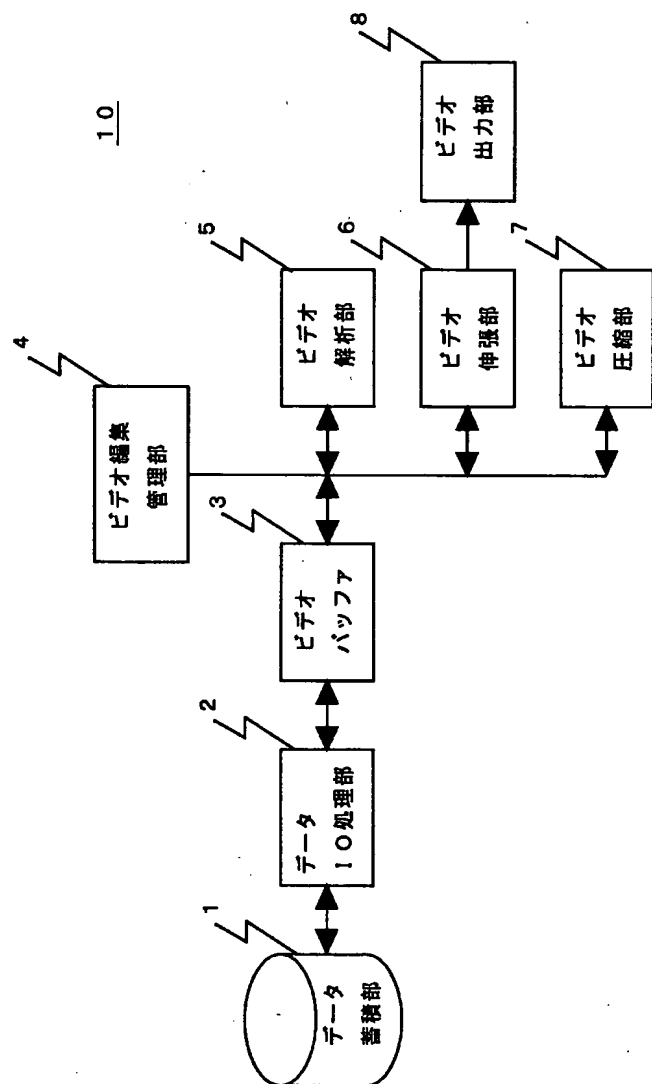 10
1
データ
蓄積部
2
データ
IO処理部
3
ビデオ
バッファ
4
ビデオ編集
管理部
5
ビデオ
解析部
6
ビデオ
伸張部
7
ビデオ
圧縮部
8
ビデオ
出力部